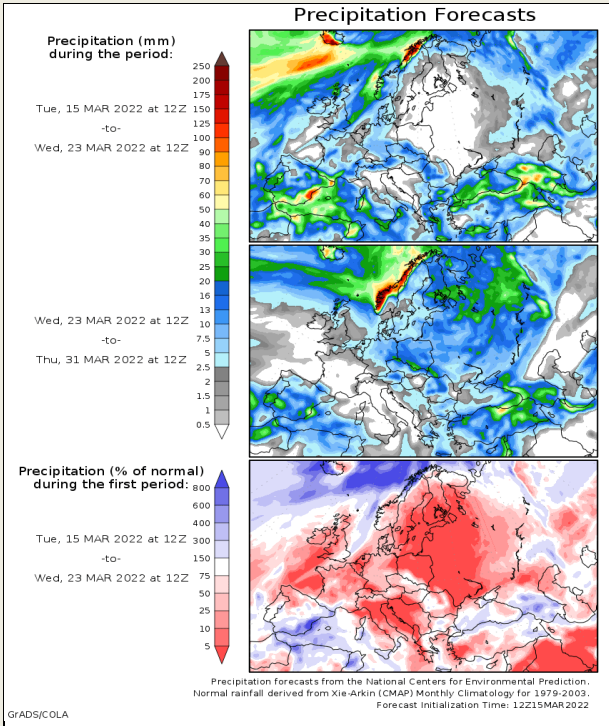 Precipitation Forecasts
Precipitation (mm)
during the period:
Tue, 15 MAR 2022 at 12Z
-to-
Wed, 23 MAR 2022 at 12Z
250
200
175
150
125
100
90
80
70
60
50
40
35
30
25
20
16
13
10
7.5
5
2.5
2
1.5
1
0.5
Wed, 23 MAR 2022 at 12Z
-to-
Thu, 31 MAR 2022 at 12Z
Precipitation (% of normal)
during the first period:
Tue, 15 MAR 2022 at 12Z
-to-
Wed, 23 MAR 2022 at 12Z
800
600
400
300
150
75
50
25
10
5
Precipitation forecasts from the National Centers for Environmental Prediction.
Normal rainfall derived from Xie-Arkin (CMAP) Monthly Climatology for 1979-2003.
Forecast Initialization Time: 12Z15MAR2022
GrADS/COLA